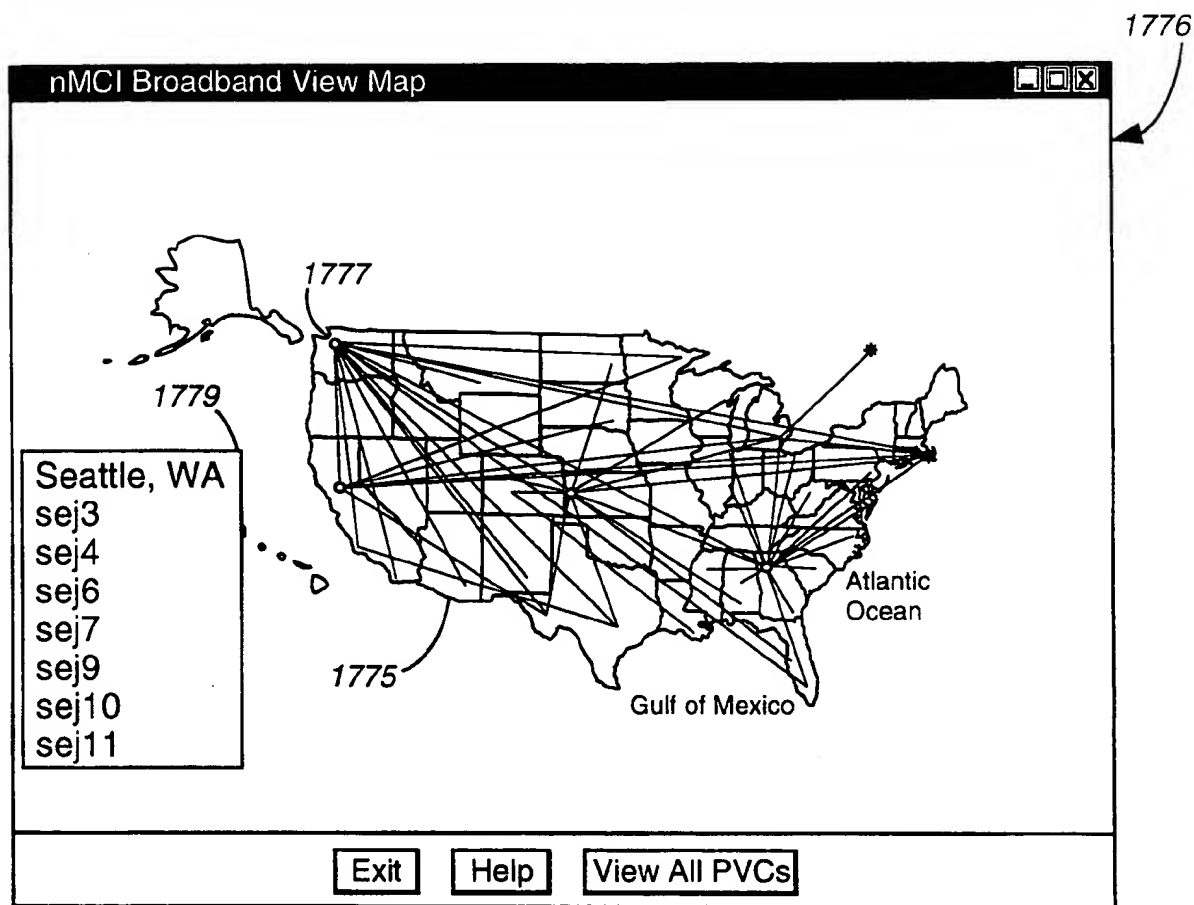 1776
nMCI Broadband View Map
1777
1779
Seattle, WA
sej3
sej4
sej6
sej7
sej9
sej10
sej11
1775
Atlantic
Ocean
Gulf of Mexico
Exit
Help
View All PVCs